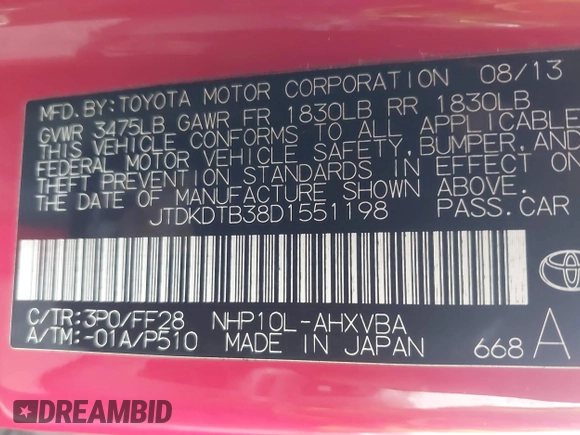 MFD.BY:TOYOTA MOTOR CORPORATION 08/13
GVWR 3475LB GAWR FR 1830LB RR 1830LB
THIS VEHICLE CONFORMS TO ALL APPLICABLE
FEDERAL MOTOR VEHICLE SAFETY,BUMPER,AND
THEFT PREVENTION STANDARDS IN EFFECT ON
THE DATE OF MANUFACTURE SHOWN ABOVE.
JTDKDTB38D1551198 PASS.CAR
C/TR:3P0/FF28 NHP10L-AHXVBA
A/TM:-01A/P510 MADE IN JAPAN 668 A
DREAMBID